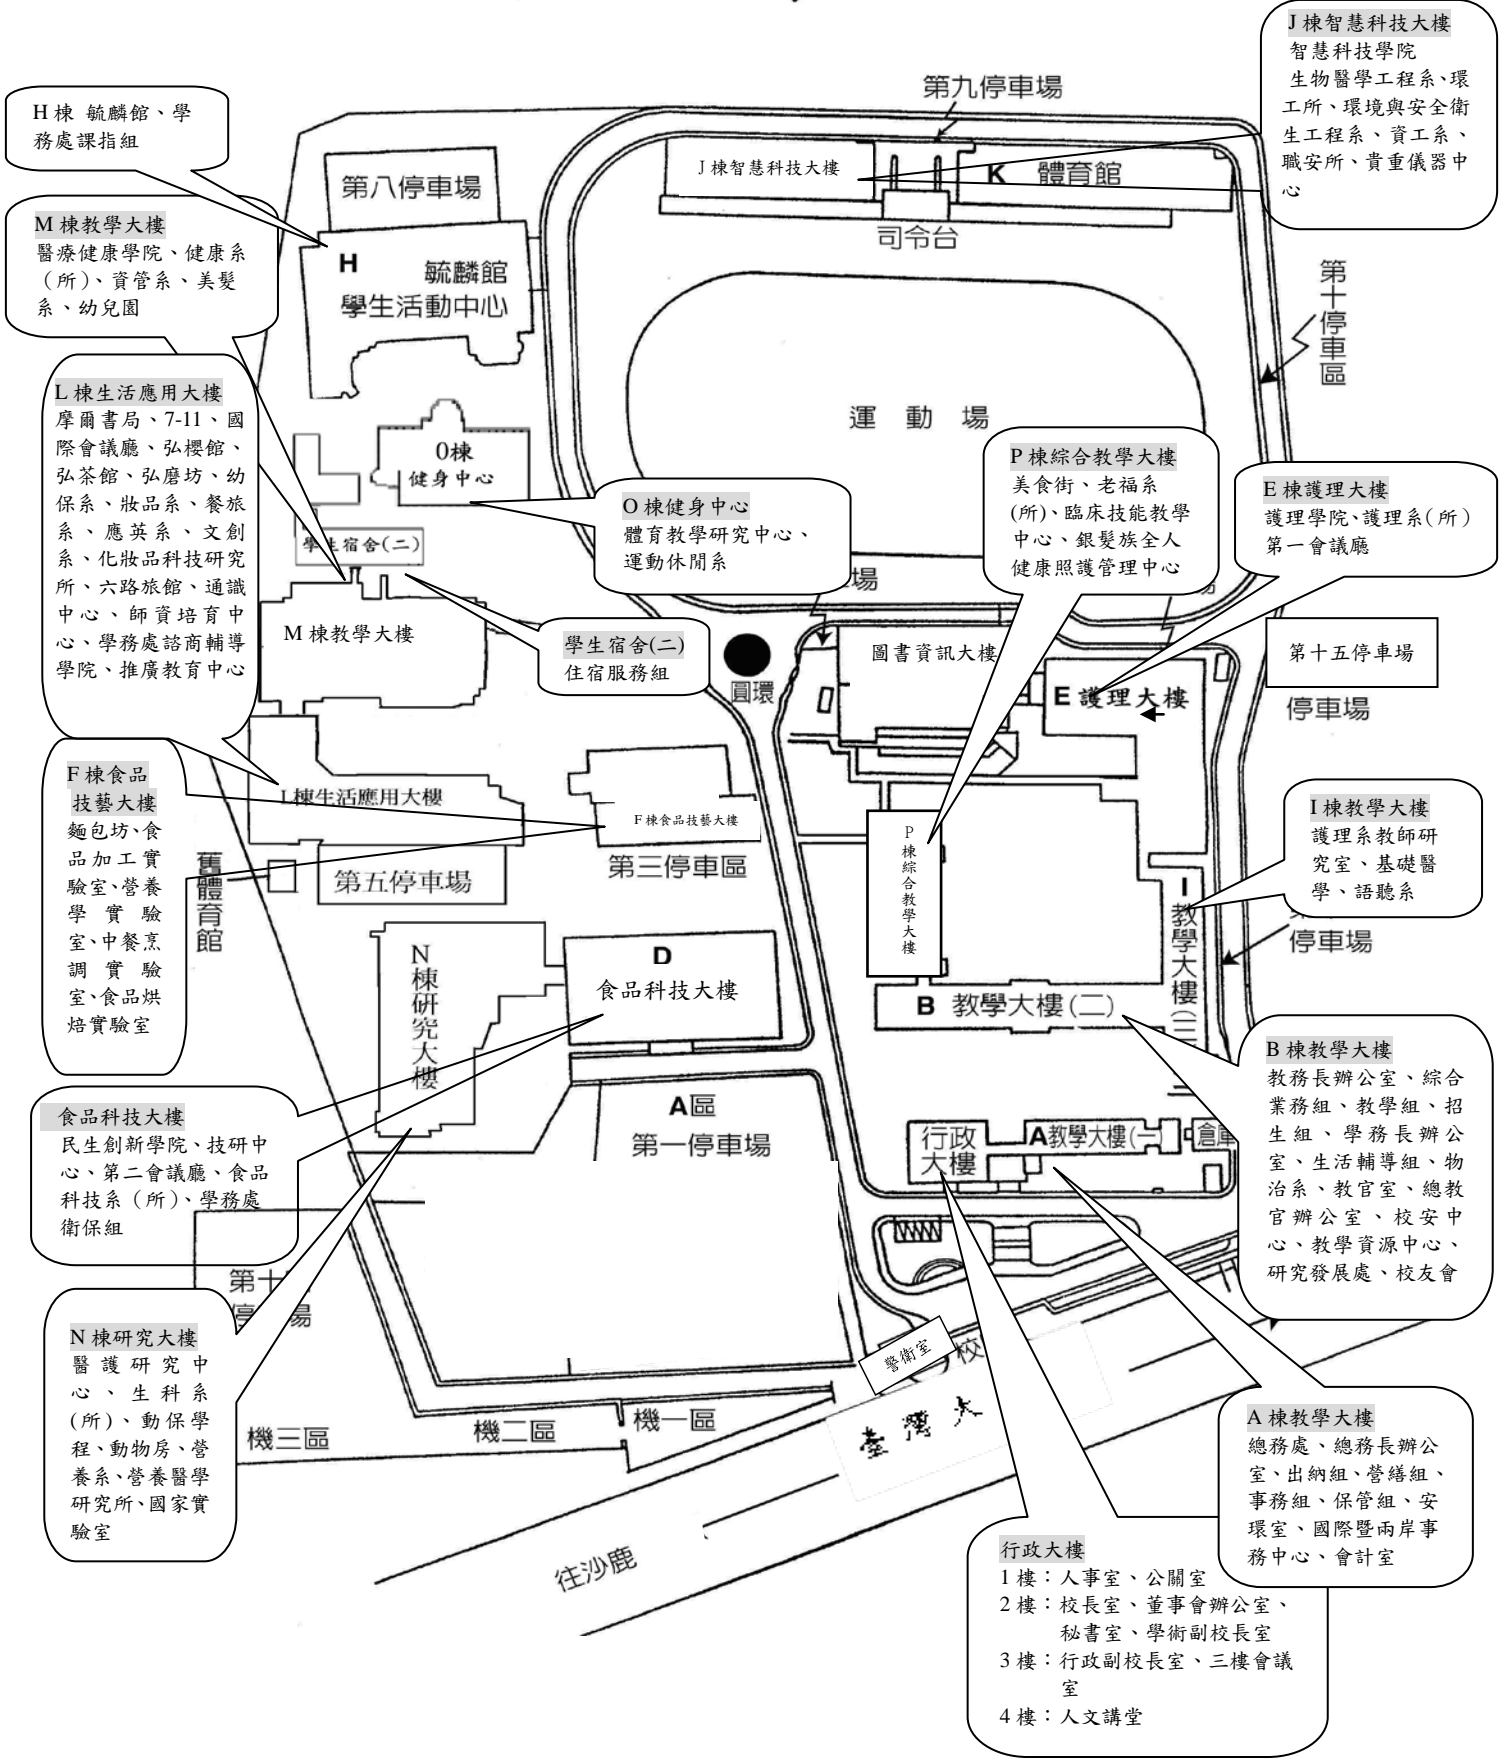 J 棟智慧科技大樓
智慧科技學院
生物醫學工程系、環
工所、環境與安全衛
生工程系、資工系、
職安所、貴重儀器中
心
第九停車場
H 棟 毓麟館、學
務處課指組
第八停車場
J 棟智慧科技大樓
K 體育館
司令台
M 棟教學大樓
醫療健康學院、健康系
(所)、資管系、美髮
系、幼兒園
H 毓麟館
學生活動中心
第十停車區
運動場
L 棟生活應用大樓
摩爾書局、7-11、國
際會議廳、弘櫻館、
弘茶館、弘磨坊、幼
保系、妝品系、餐旅
系、應英系、文創
系、化妝品科技研究
所、六路旅館、通識
中心、師資培育中
心、學務處諮商輔導
學院、推廣教育中心
O棟
健身中心
O 棟健身中心
體育教學研究中心、
運動休閒系
P 棟綜合教學大樓
美食街、老福系
(所)、臨床技能教學
中心、銀髮族全人
健康照護管理中心
E 棟護理大樓
護理學院、護理系(所)
第一會議廳
學生宿舍(二)
車場
場
M 棟教學大樓
學生宿舍(二)
住宿服務組
圓環
圖書資訊大樓
E 護理大樓
第十五停車場
停車場
F 棟食品
技藝大樓
麵包坊、食
品加工實
驗室、營養
學實驗
室、中餐烹
調實驗
室、食品烘
焙實驗室
L棟生活應用大樓
F 棟食品技藝大樓
第三停車區
舊體育館
第五停車場
P棟綜合教學大樓
I 棟教學大樓
護理系教師研
究室、基礎醫
學、語聽系
I 教學大樓(
停車場
N棟研究大樓
D
食品科技大樓
B 教學大樓(二)
B 棟教學大樓
教務長辦公室、綜合
業務組、教學組、招
生組、學務長辦公
室、生活輔導組、物
治系、教官室、總教
官辦公室、校安中
心、教學資源中心、
研究發展處、校友會
食品科技大樓
民生創新學院、技研中
心、第二會議廳、食品
科技系(所)、學務處
衛保組
A區
第一停車場
行政
大樓
A教學大樓(一)
倉庫
第十
停 場
N 棟研究大樓
醫護研究中
心、生科系
(所)、動保學
程、動物房、營
養系、營養醫學
研究所、國家實
驗室
警衛室
校
機三區
機二區
機一區
臺灣大
往沙鹿
A 棟教學大樓
總務處、總務長辦公
室、出納組、營繕組、
事務組、保管組、安
環室、國際暨兩岸事
務中心、會計室
行政大樓
1 樓：人事室、公關室
2 樓：校長室、董事會辦公室、
秘書室、學術副校長室
3 樓：行政副校長室、三樓會議
室
4 樓：人文講堂